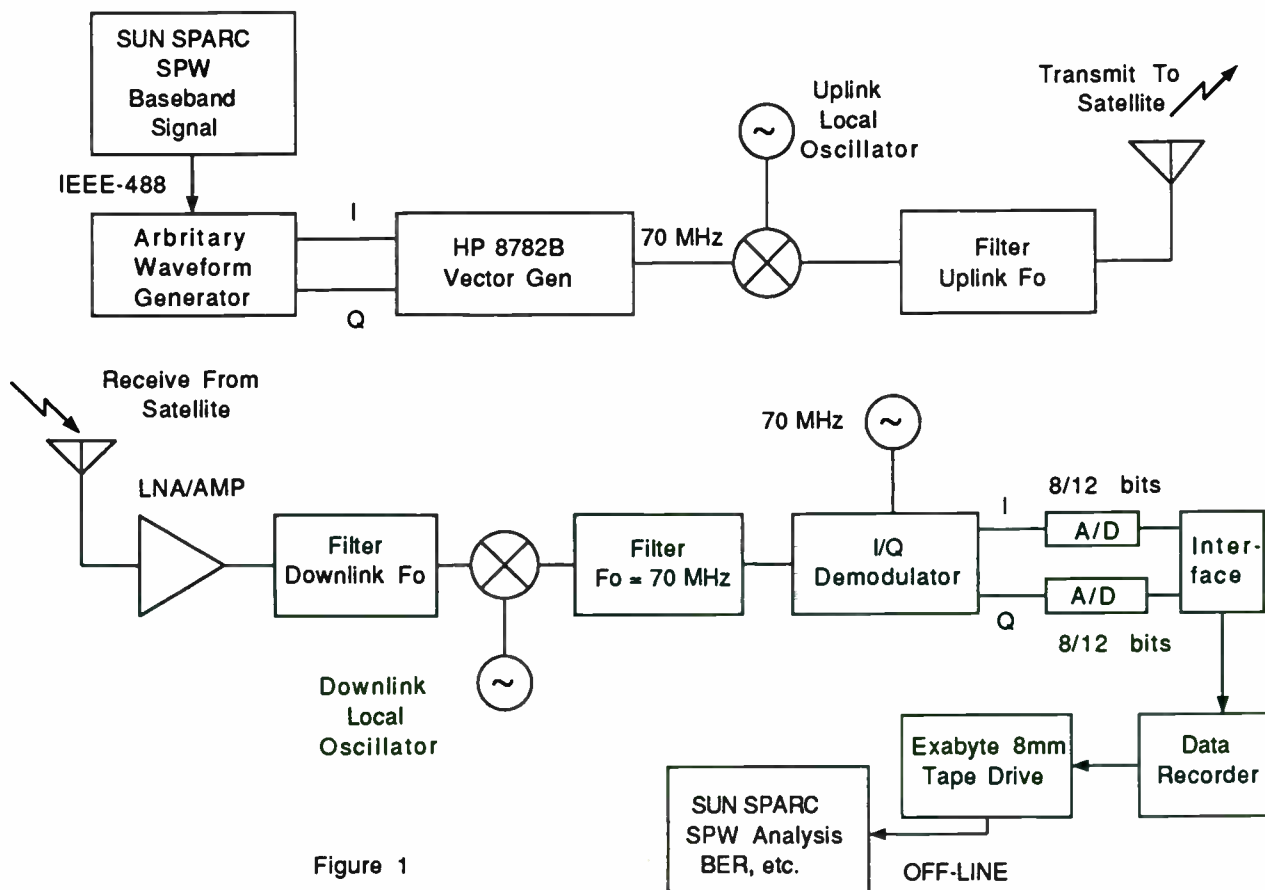 SUN SPARC
SPW
Baseband
Signal
IEEE-488
Arbritary
Waveform
Generator
I
Q
HP 8782B
Vector Gen
70 MHz
~
Uplink
Local
Oscillator
Filter
Uplink Fo
Transmit To
Satellite
Receive From
Satellite
LNA/AMP
Filter
Downlink Fo
~
Downlink
Local
Oscillator
Filter
Fo = 70 MHz
70 MHz
~
I/Q
Demodulator
I
Q
8/12 bits
A/D
A/D
8/12 bits
Inter-
face
Data
Recorder
Exabyte 8mm
Tape Drive
SUN SPARC
SPW Analysis
BER, etc.
OFF-LINE
Figure 1